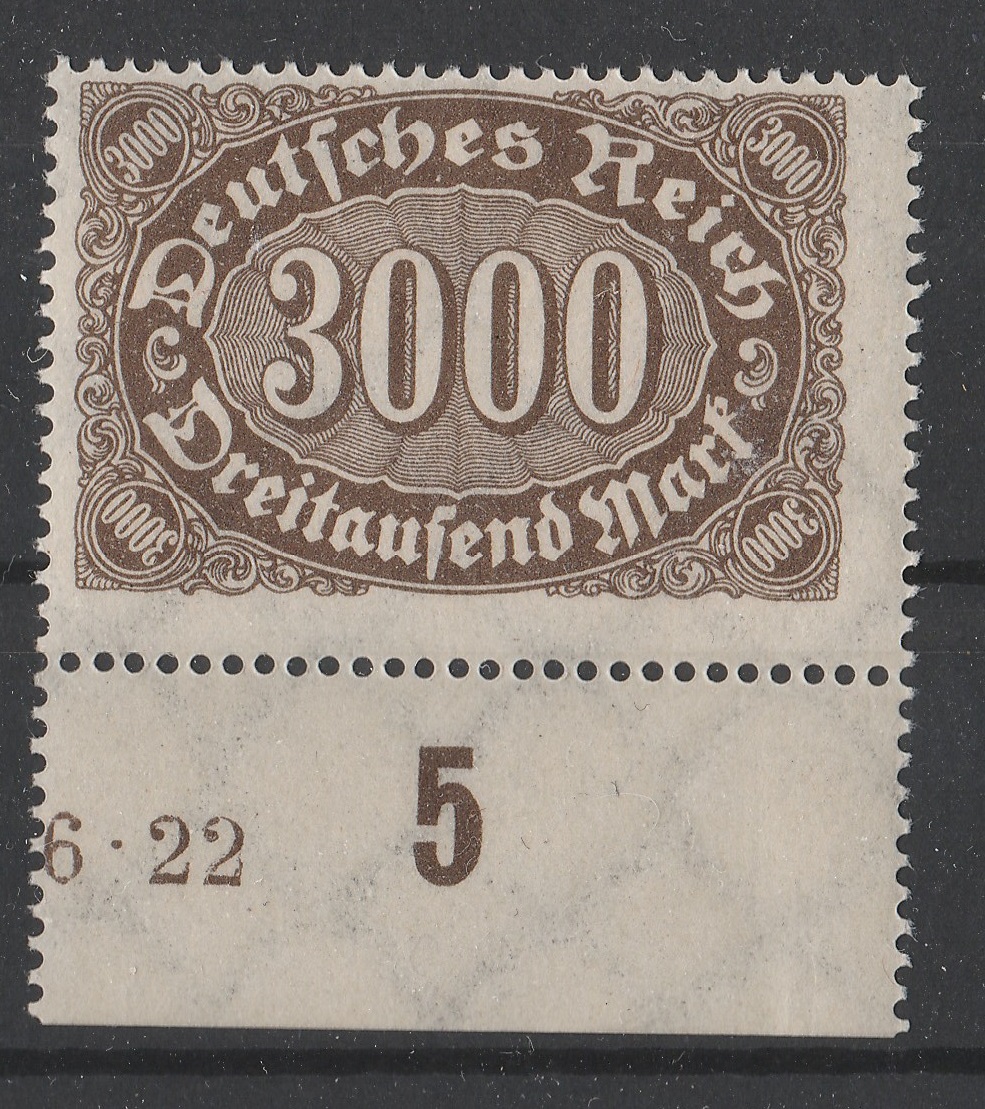 3000 3000
Deutsches Reich
3000
Dreitausend Mark
3000 3000
5
6 · 22